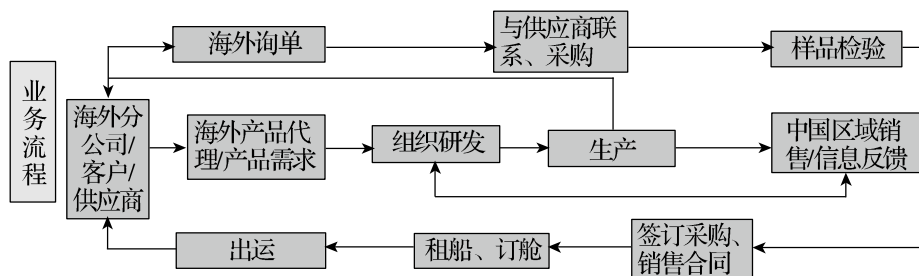 海外询单
与供应商联
系、采购
样品检验
业务流程
海外分
公司/
客户/
供应商
海外产品代
理/产品需求
组织研发
生产
中国区域销
售/信息反馈
出运
租船、订舱
签订采购、
销售合同